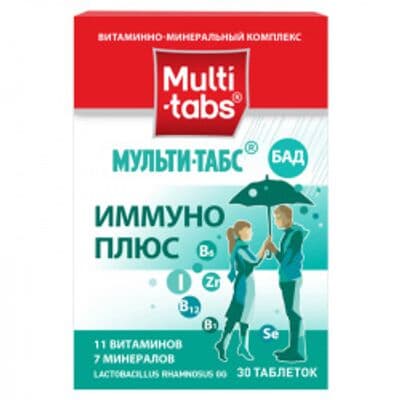 ВИТАМИННО-МИНЕРАЛЬНЫЙ КОМПЛЕКС
Multi
·tabs®
МУЛЬТИ·ТАБС®
БАД
ИММУНО
ПЛЮС
B6
I
Zn
B12
B1
Se
11 ВИТАМИНОВ
7 МИНЕРАЛОВ
LACTOBACILLUS RHAMNOSUS GG
30 ТАБЛЕТОК